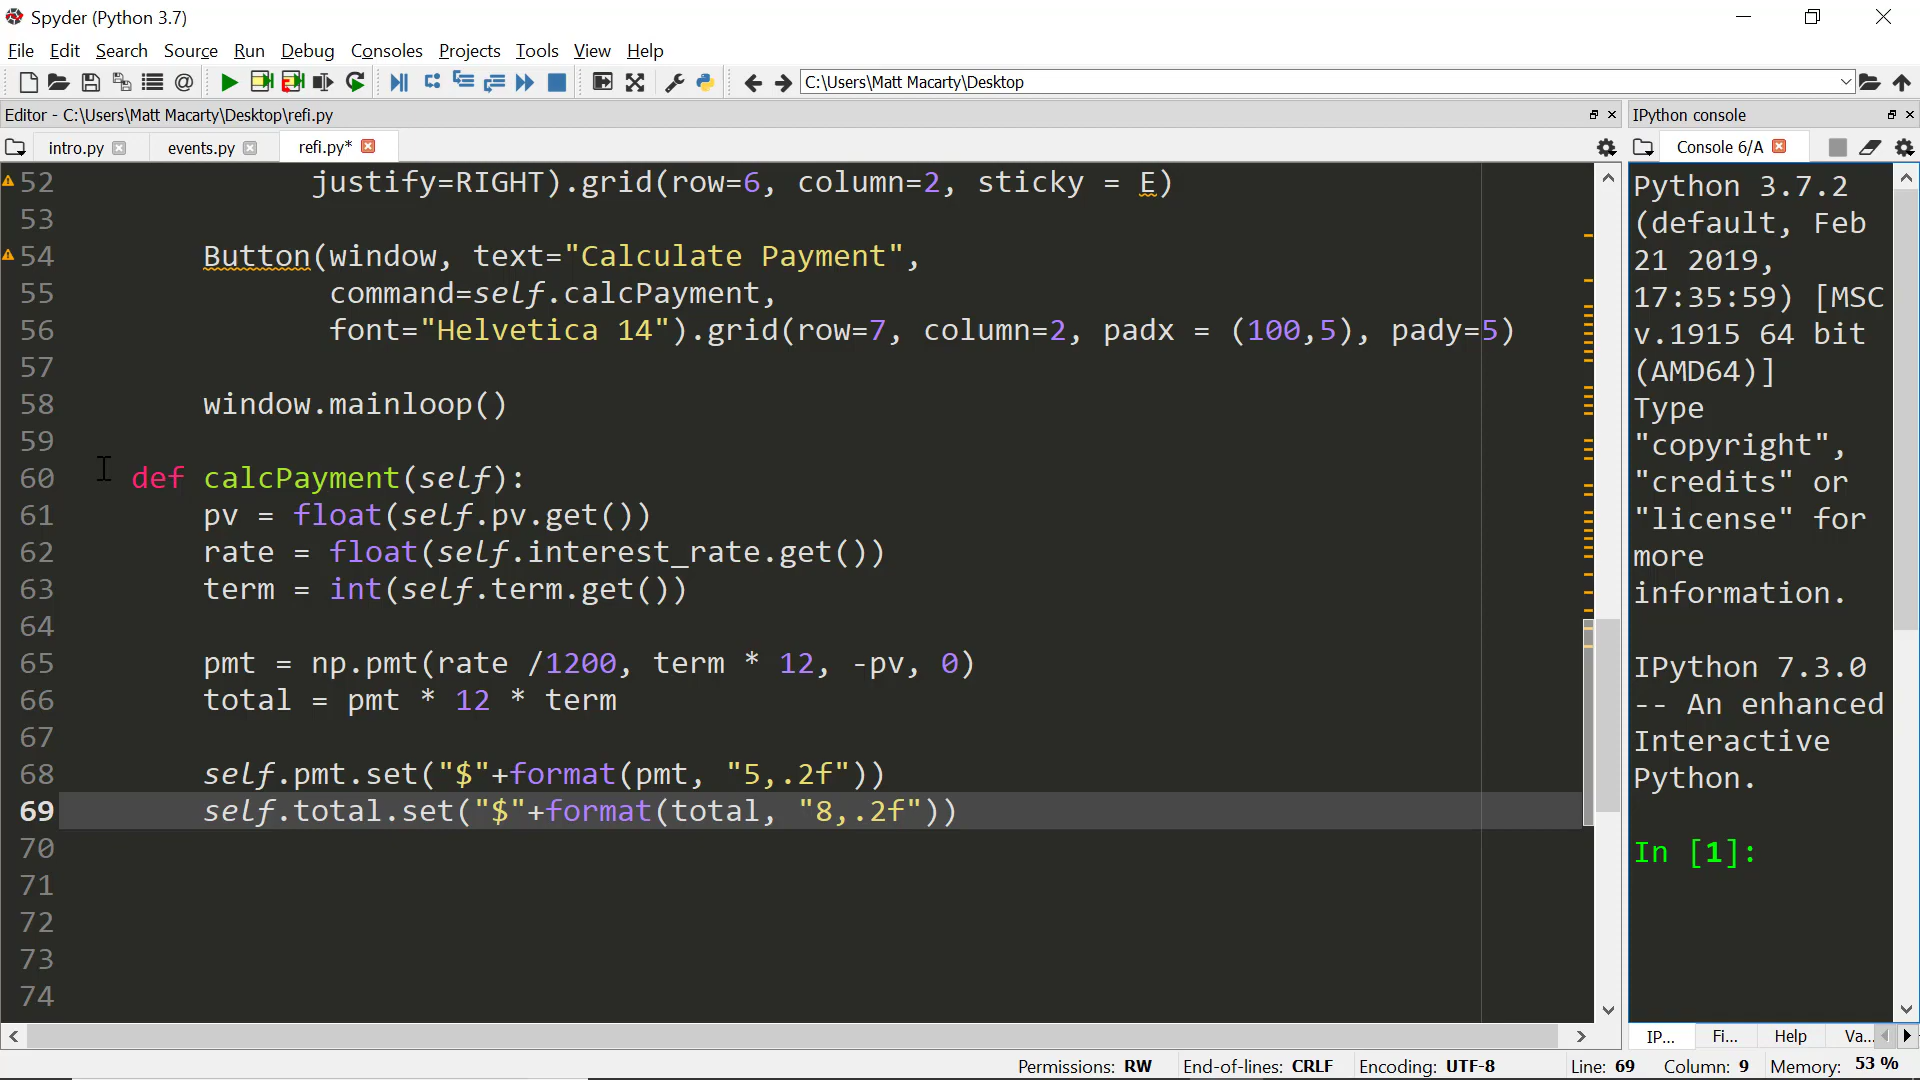 Spyder (Python 3.7)
File Edit Search Source Run Debug Consoles Projects Tools View Help
C:\Users\Matt Macarty\Desktop
Editor - C:\Users\Matt Macarty\Desktop\refi.py
intro.py events.py refi.py*
52 justify=RIGHT).grid(row=6, column=2, sticky = E)
53
54 Button(window, text="Calculate Payment",
55 command=self.calcPayment,
56 font="Helvetica 14").grid(row=7, column=2, padx = (100,5), pady=5)
57
58 window.mainloop()
59
60 def calcPayment(self):
61 pv = float(self.pv.get())
62 rate = float(self.interest_rate.get())
63 term = int(self.term.get())
64
65 pmt = np.pmt(rate /1200, term * 12, -pv, 0)
66 total = pmt * 12 * term
67
68 self.pmt.set("$"+format(pmt, "5,.2f"))
69 self.total.set("$"+format(total, "8,.2f"))
70
71
72
73
74
IPython console
Console 6/A
Python 3.7.2
(default, Feb
21 2019,
17:35:59) [MSC
v.1915 64 bit
(AMD64)]
Type
"copyright",
"credits" or
"license" for
more
information.
IPython 7.3.0
-- An enhanced
Interactive
Python.
In [1]:
IP... Fi... Help Va...
Permissions: RW End-of-lines: CRLF Encoding: UTF-8 Line: 69 Column: 9 Memory: 53 %